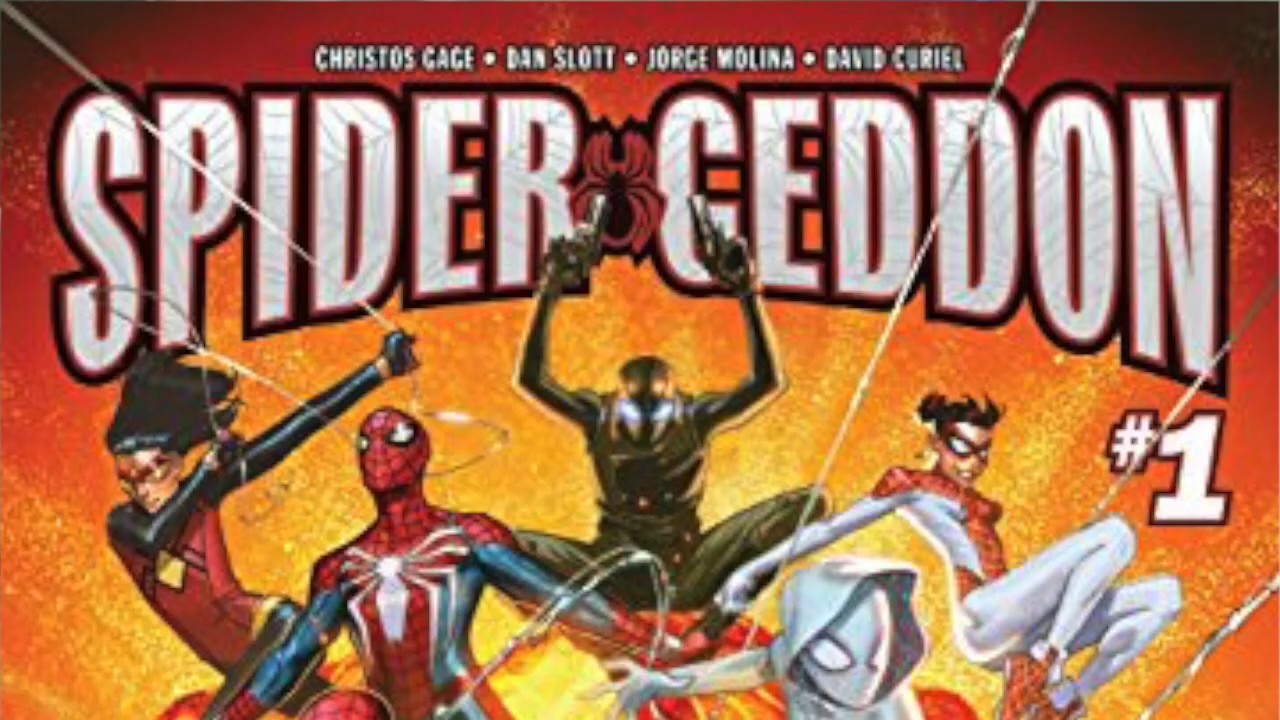 CHRISTOS GAGE • DAN SLOTT • JORGE MOLINA • DAVID CURIEL
SPIDER GEDDON
#1